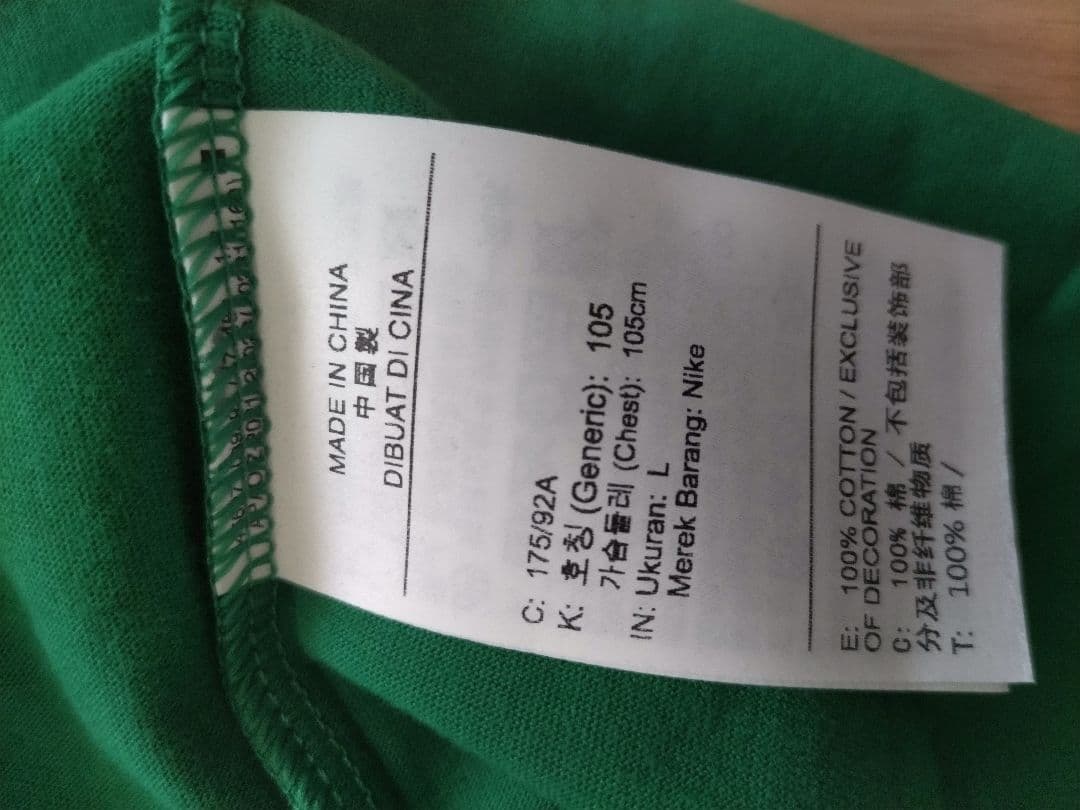 MADE IN CHINA
中国製
DIBUAT DI CINA
C: 175/92A
K: 호칭 (Generic): 105
가슴둘레 (Chest): 105cm
IN: Ukuran: L
Merek Barang: Nike
E: 100% COTTON / EXCLUSIVE
OF DECORATION
C: 100% 棉 / 不包括装饰部
分及非纤维物质
T: 100% 棉 /